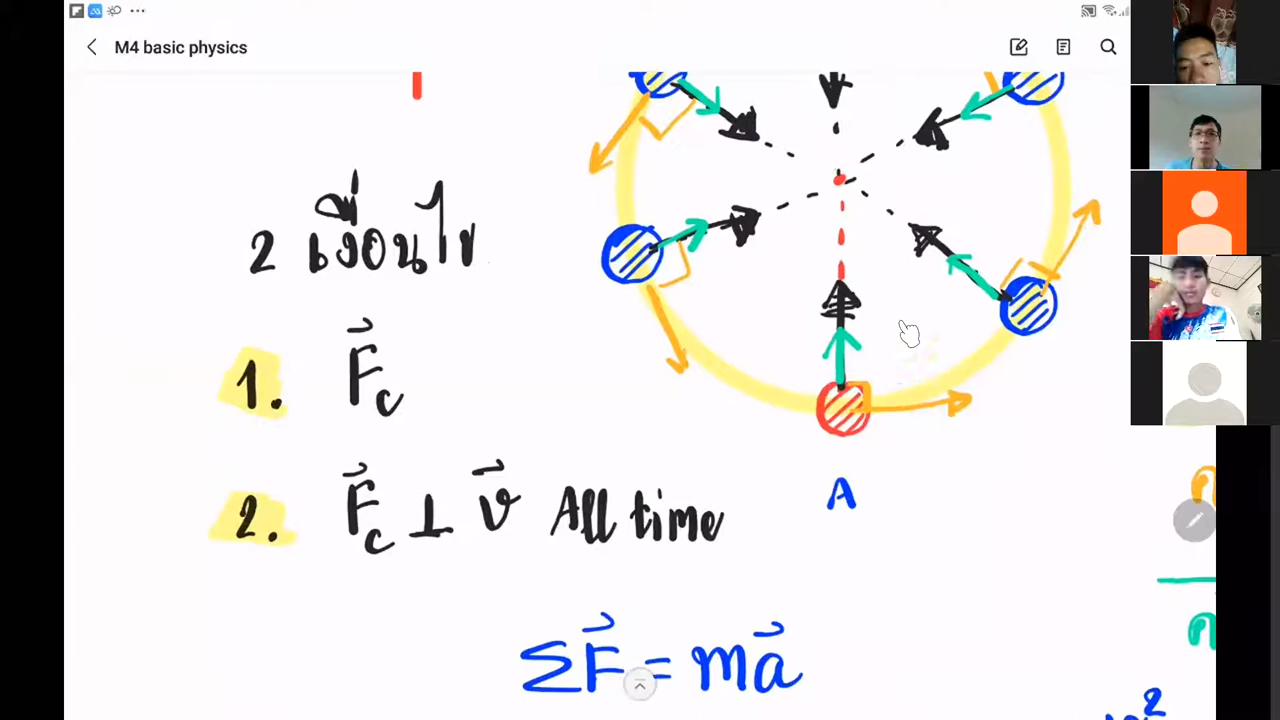 M4 basic physics
2 เงื่อนไข
1. F⃗c
2. F⃗c ⊥ v⃗ All time
A
ΣF⃗ = ma⃗